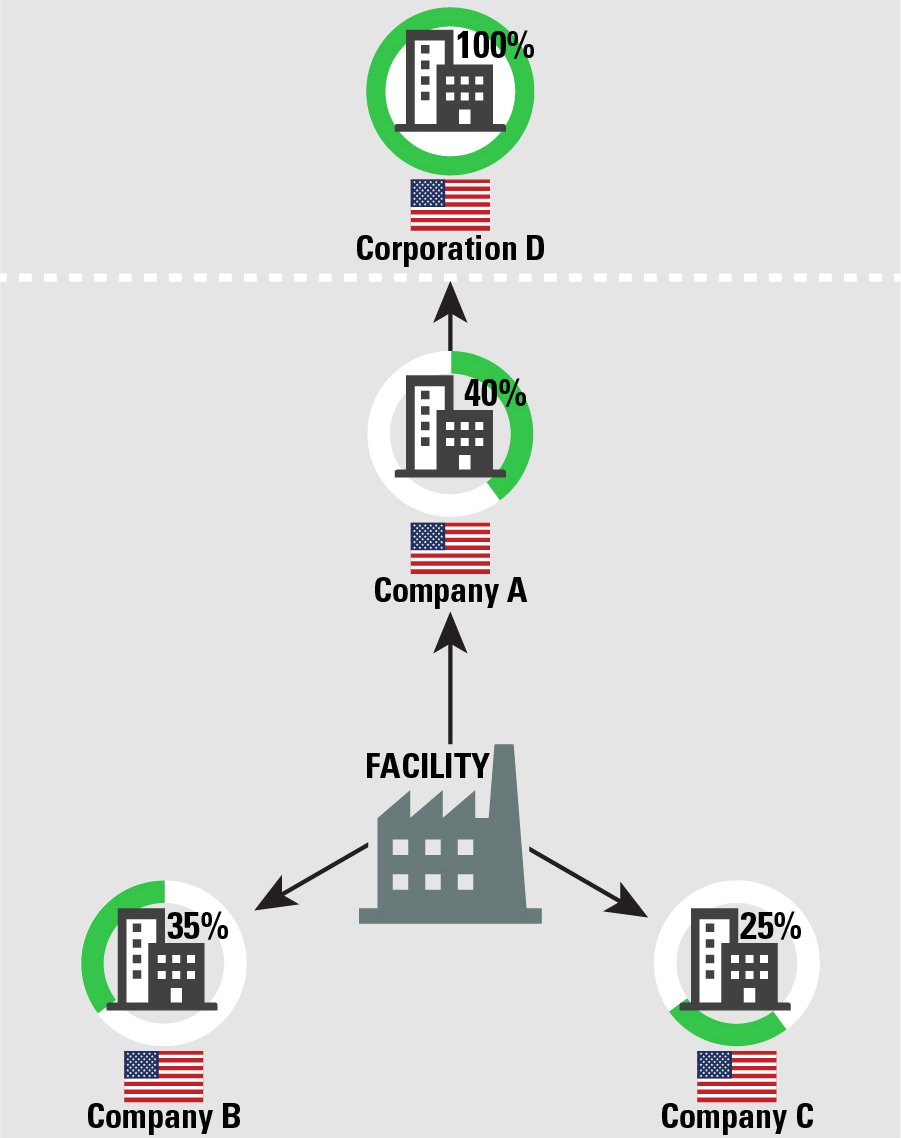 100%
Corporation D
40%
Company A
FACILITY
35%
25%
Company B
Company C